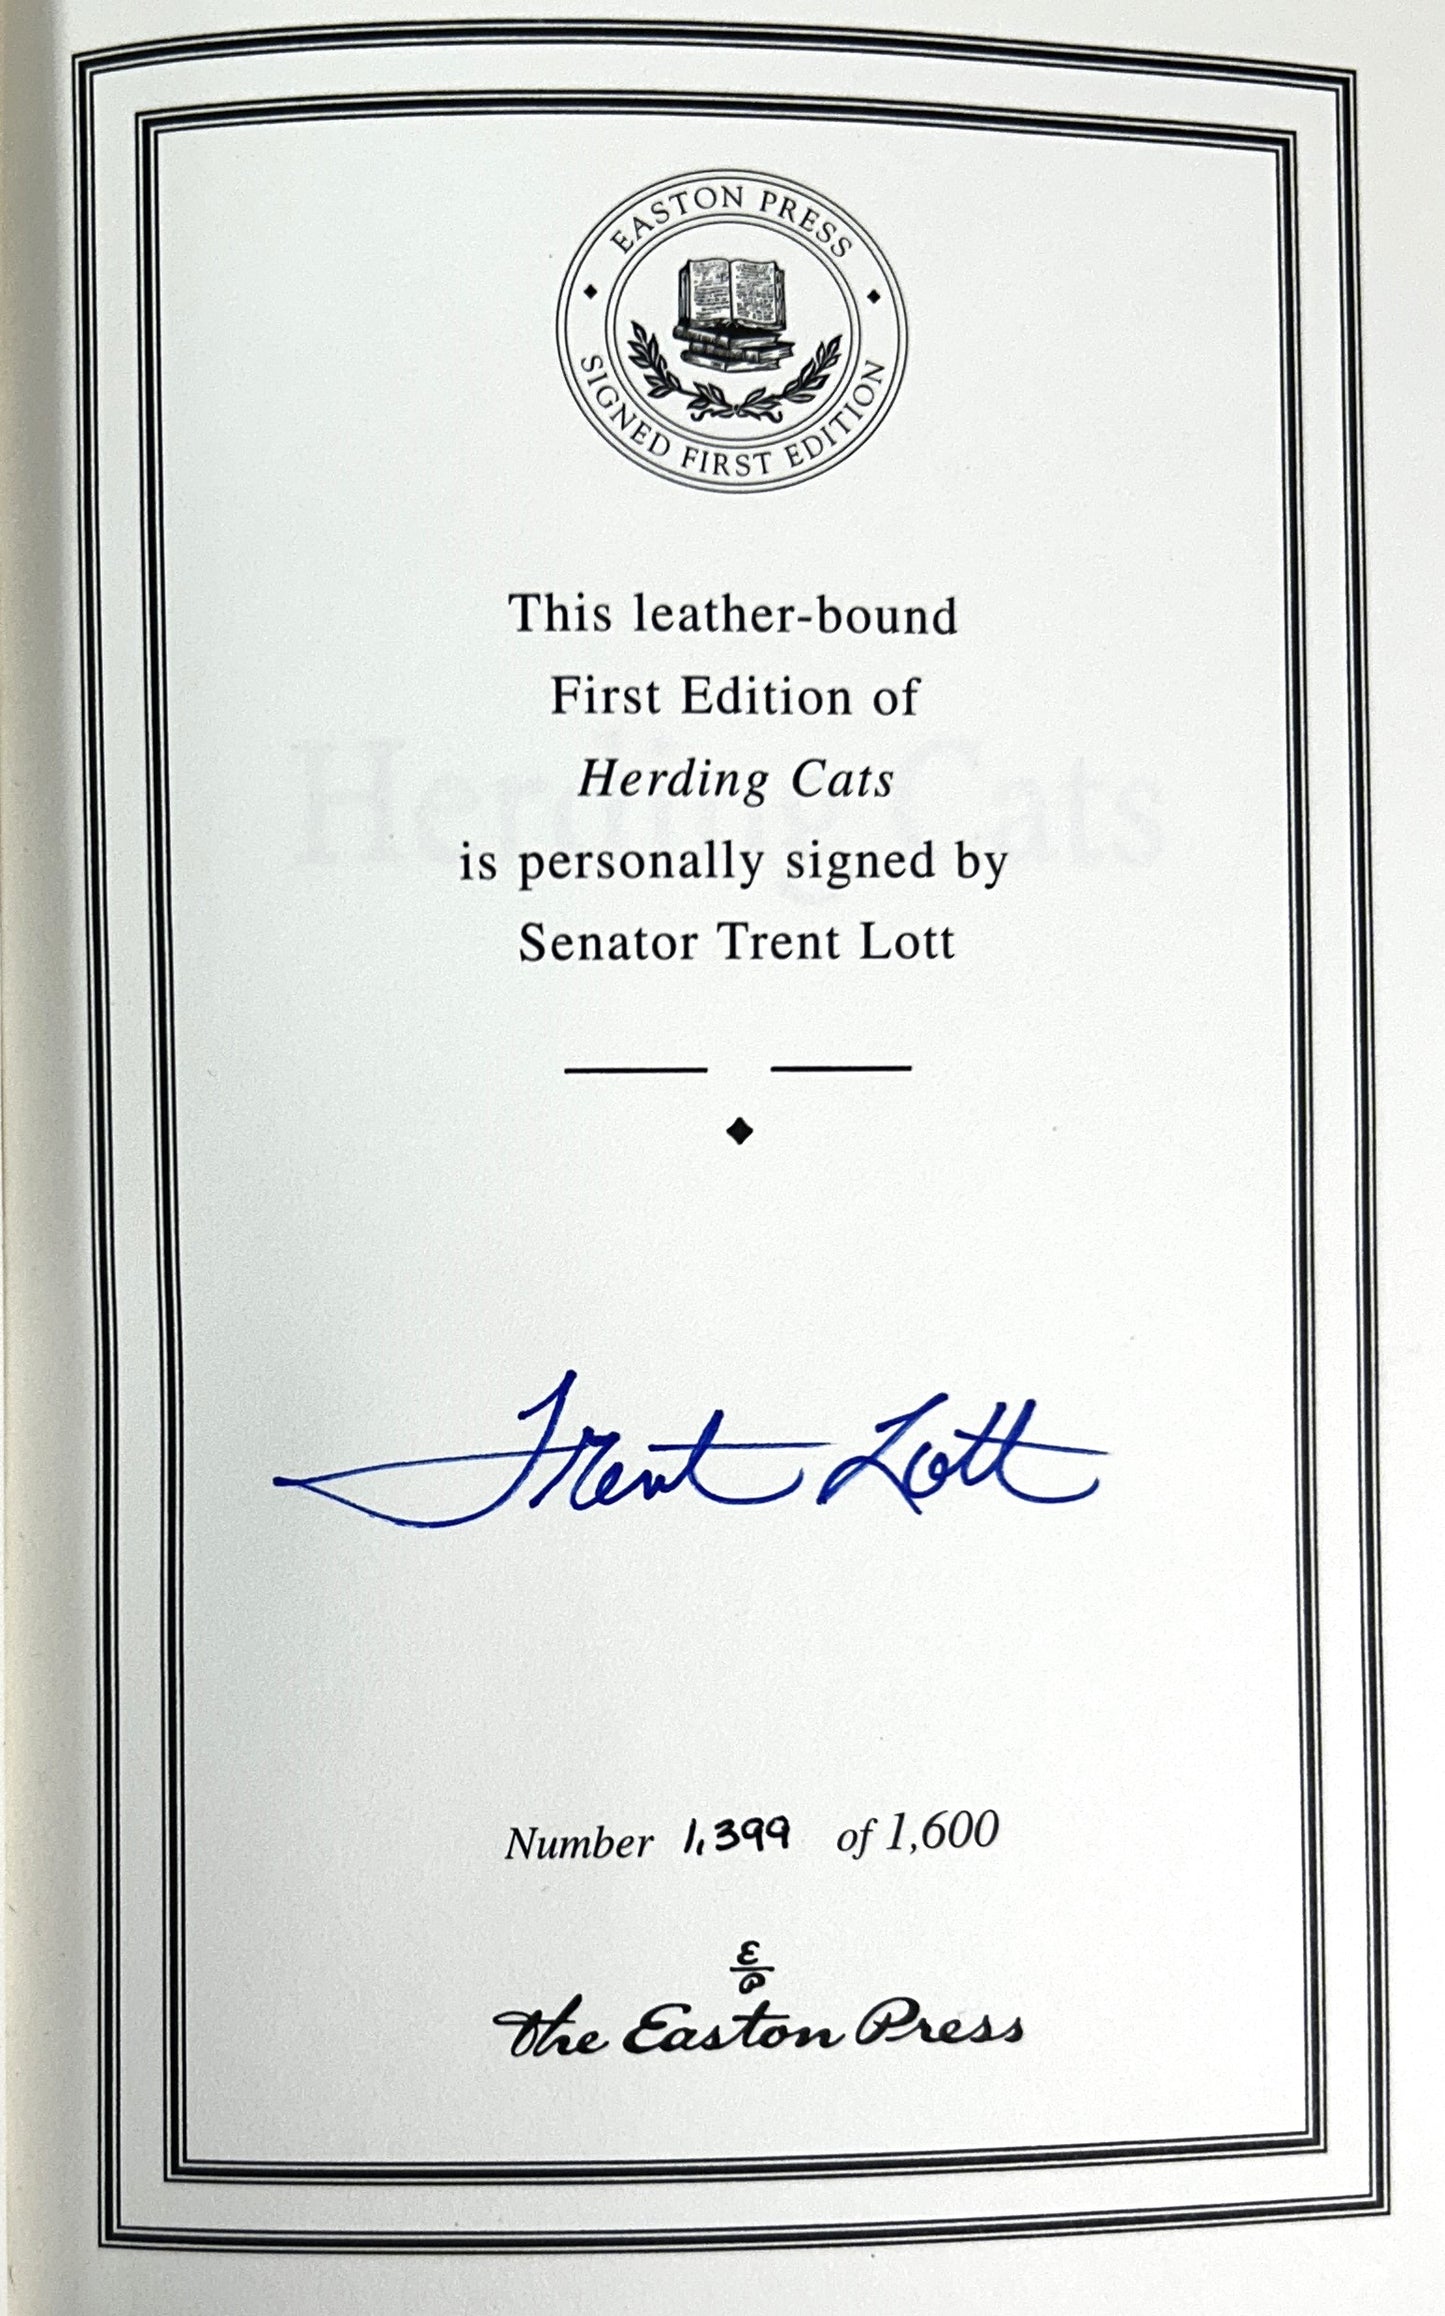 EASTON PRESS
SIGNED FIRST EDITION
This leather-bound
First Edition of
Herding Cats
is personally signed by
Senator Trent Lott
Trent Lott
Number 1,399 of 1,600
E
P
The Easton Press